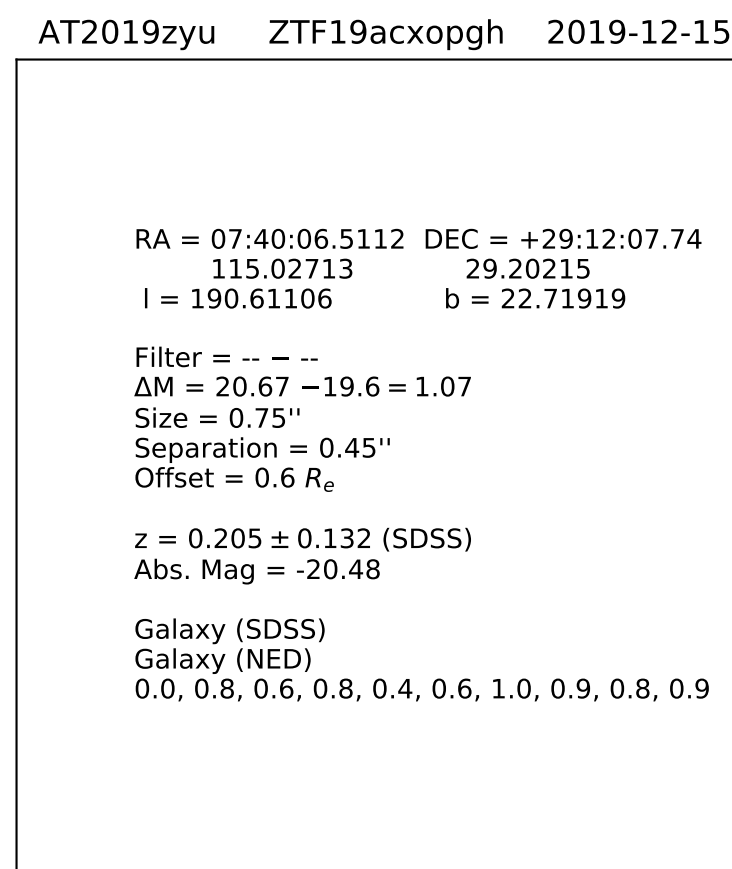 AT2019zyu ZTF19acxopgh 2019-12-15
RA = 07:40:06.5112 DEC = +29:12:07.74
115.02713 29.20215
l = 190.61106 b = 22.71919
Filter = -- − --
ΔM = 20.67 −19.6 = 1.07
Size = 0.75''
Separation = 0.45''
Offset = 0.6 Rₑ
z = 0.205 ± 0.132 (SDSS)
Abs. Mag = -20.48
Galaxy (SDSS)
Galaxy (NED)
0.0, 0.8, 0.6, 0.8, 0.4, 0.6, 1.0, 0.9, 0.8, 0.9